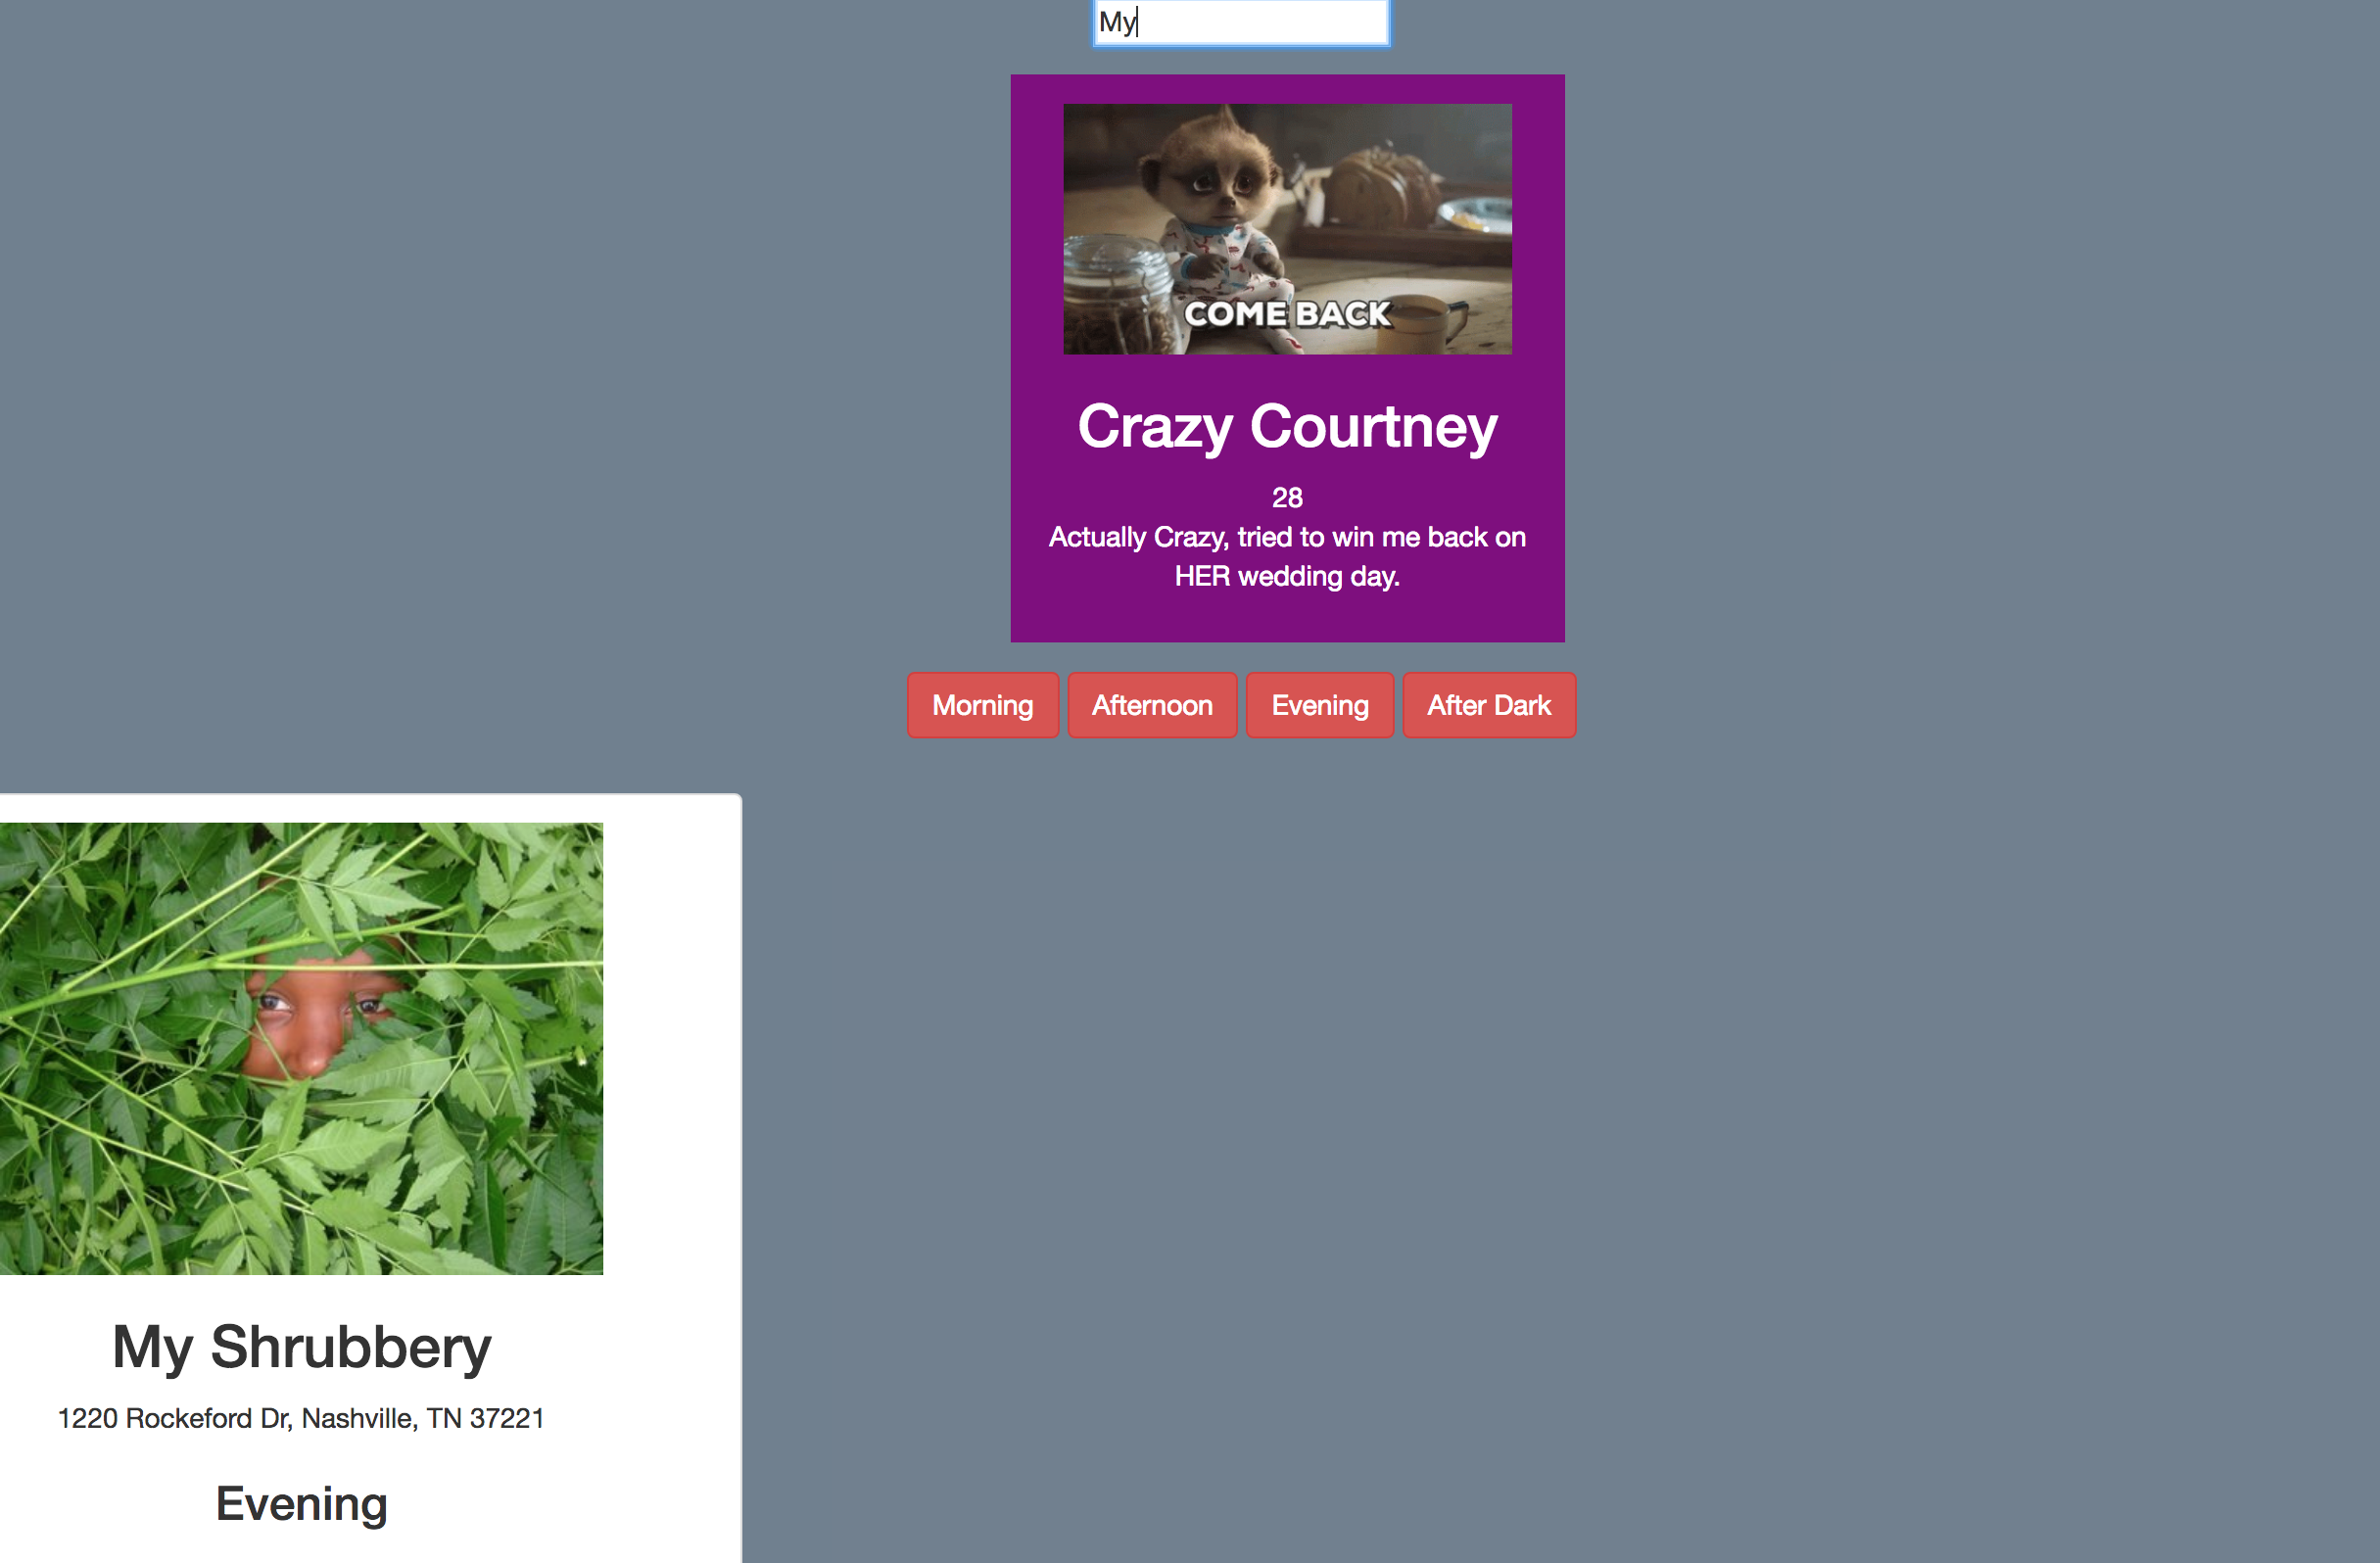 My
COME BACK
Crazy Courtney
28
Actually Crazy, tried to win me back on
HER wedding day.
Morning
Afternoon
Evening
After Dark
My Shrubbery
1220 Rockeford Dr, Nashville, TN 37221
Evening